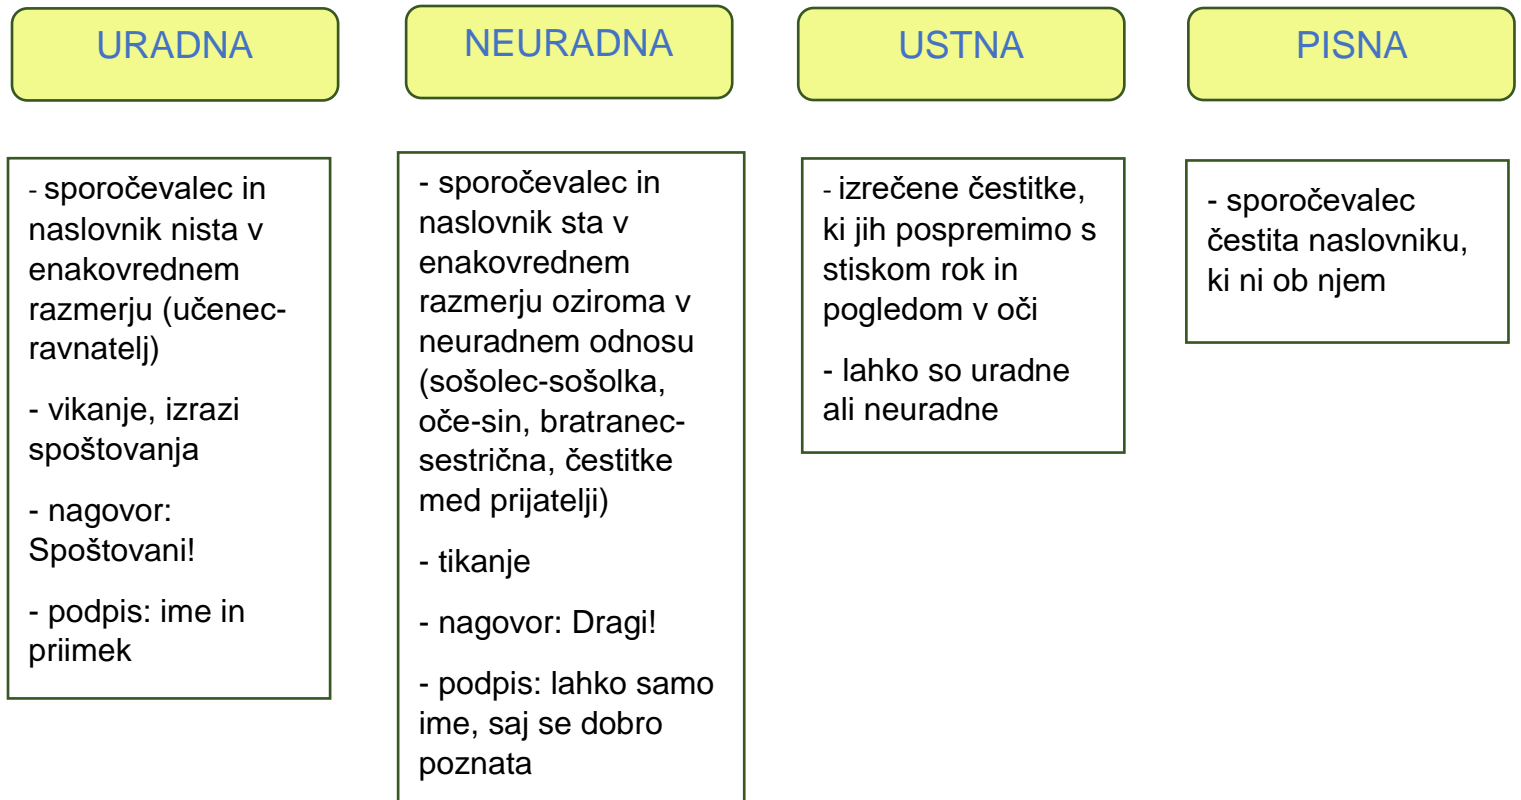 URADNA
NEURADNA
USTNA
PISNA
- sporočevalec in
naslovnik nista v
enakovrednem
razmerju (učenec-
ravnatelj)
- vikanje, izrazi
spoštovanja
- nagovor:
Spoštovani!
- podpis: ime in
priimek
- sporočevalec in
naslovnik sta v
enakovrednem
razmerju oziroma v
neuradnem odnosu
(sošolec-sošolka,
oče-sin, bratranec-
sestrična, čestitke
med prijatelji)
- tikanje
- nagovor: Dragi!
- podpis: lahko samo
ime, saj se dobro
poznata
- izrečene čestitke,
ki jih pospremimo s
stiskom rok in
pogledom v oči
- lahko so uradne
ali neuradne
- sporočevalec
čestita naslovniku,
ki ni ob njem